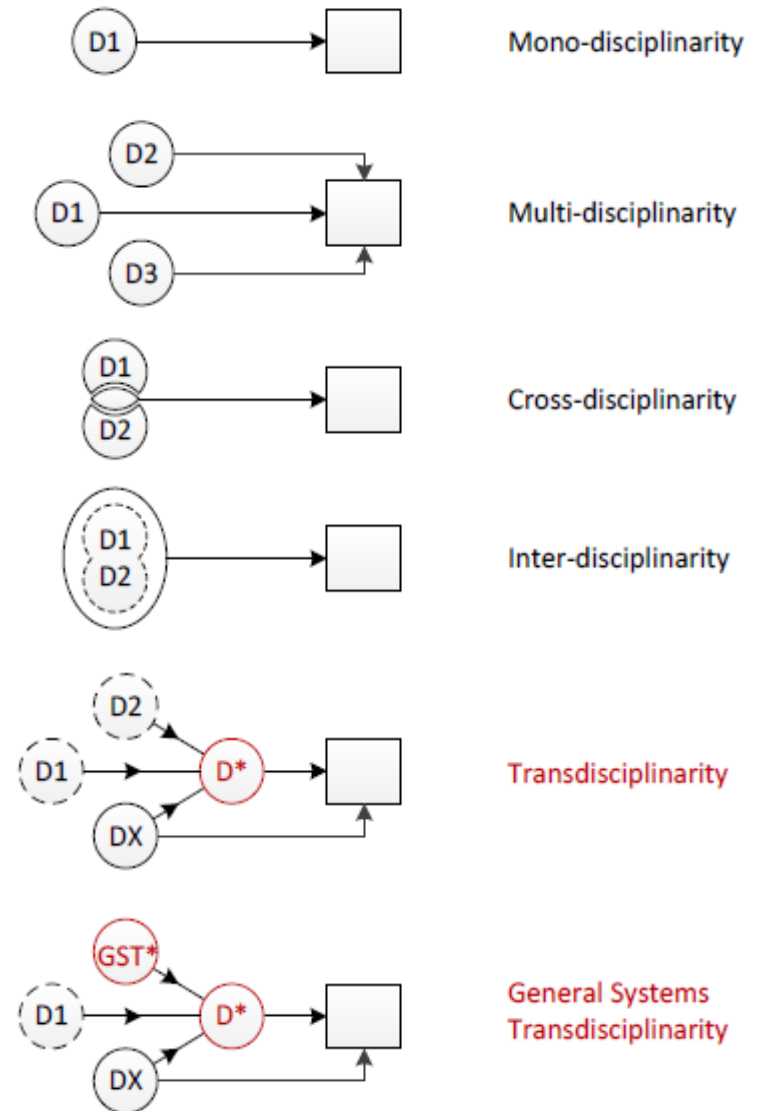 D1
Mono-disciplinarity
D2
D1
Multi-disciplinarity
D3
D1
Cross-disciplinarity
D2
D1
Inter-disciplinarity
D2
D2
D1
D*
Transdisciplinarity
DX
GST*
General Systems
D1
D*
Transdisciplinarity
DX